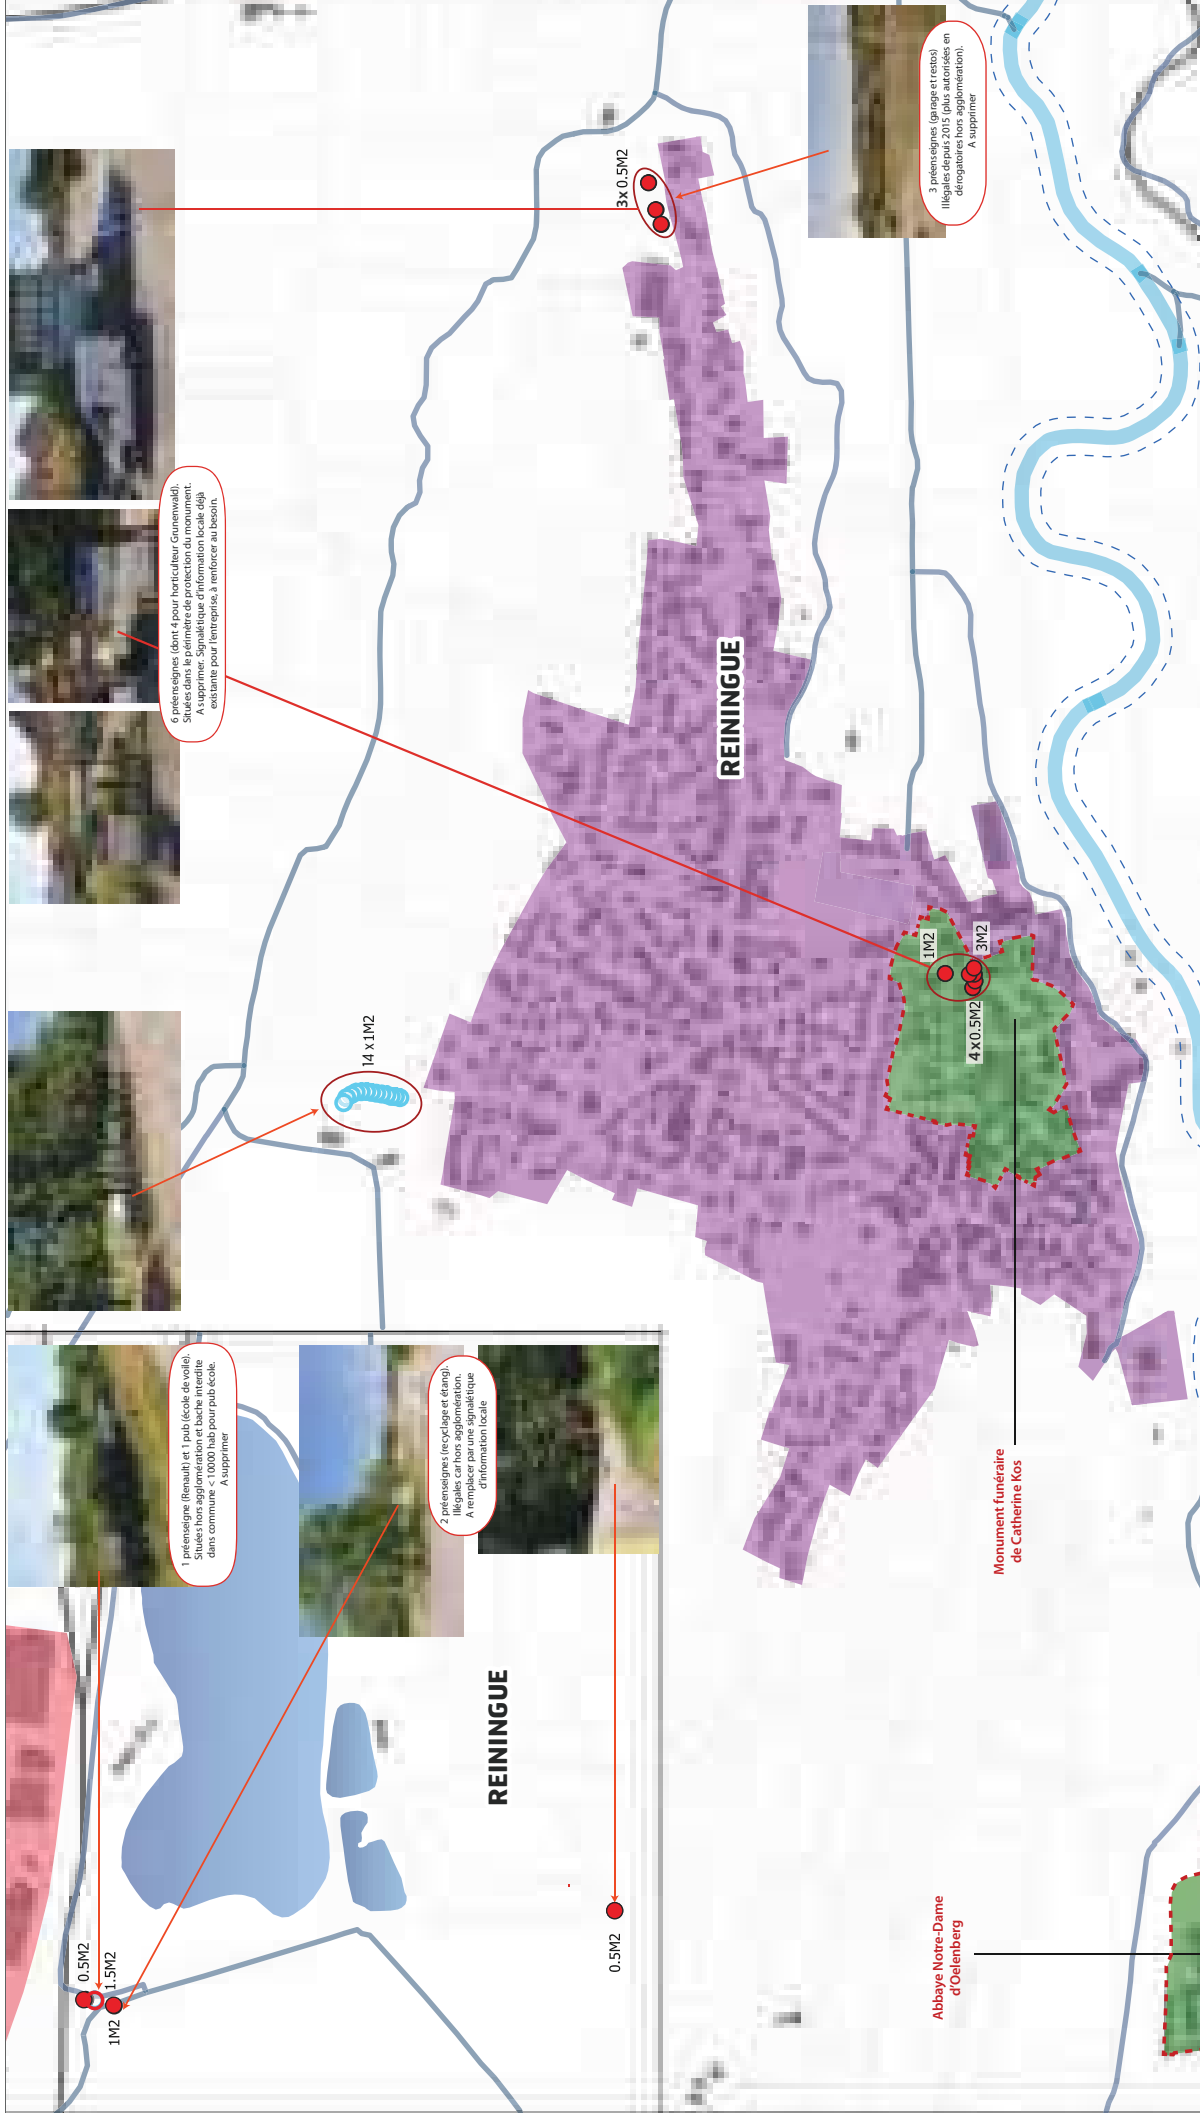 1 préenseigne (Renault) et 1 pub (école de voile).
Situées hors agglomération et bache interdite
dans commune < 10000 hab pour pub école.
A supprimer
6 préenseignes (dont 4 pour horticulteur Grunenwald).
Situées dans le périmètre de protection du monument.
A supprimer. Signalétique d'information locale déjà
existante pour l'entreprise, à renforcer au besoin.
2 préenseignes (recyclage et étang).
Illégales car hors agglomération.
A remplacer par une signalétique
d'information locale
3 préenseignes (garage et restos)
Illégales depuis 2015 (plus autorisées en
dérogatoires hors agglomération).
A supprimer
0.5M2
1.5M2
1M2
14 x1M2
REININGUE
0.5M2
3x 0.5M2
REININGUE
1M2
3M2
4x0.5M2
Monument funéraire
de Catherine Kos
Abbaye Notre-Dame
d'Oelenberg